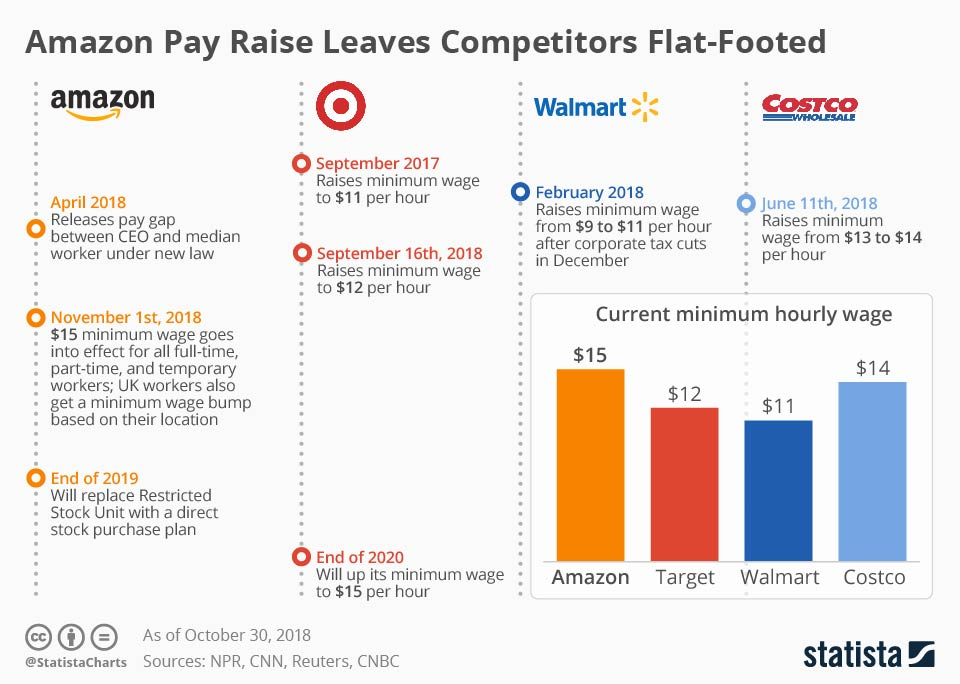 Amazon Pay Raise Leaves Competitors Flat-Footed
amazon
April 2018
Releases pay gap
between CEO and median
worker under new law
November 1st, 2018
$15 minimum wage goes
into effect for all full-time,
part-time, and temporary
workers; UK workers also
get a minimum wage bump
based on their location
End of 2019
Will replace Restricted
Stock Unit with a direct
stock purchase plan
September 2017
Raises minimum wage
to $11 per hour
September 16th, 2018
Raises minimum wage
to $12 per hour
End of 2020
Will up its minimum wage
to $15 per hour
Walmart
February 2018
Raises minimum wage
from $9 to $11 per hour
after corporate tax cuts
in December
COSTCO
WHOLESALE
June 11th, 2018
Raises minimum
wage from $13 to $14
per hour
Current minimum hourly wage
$15
$12
$11
$14
Amazon Target Walmart Costco
cc
@StatistaCharts
As of October 30, 2018
Sources: NPR, CNN, Reuters, CNBC
statista